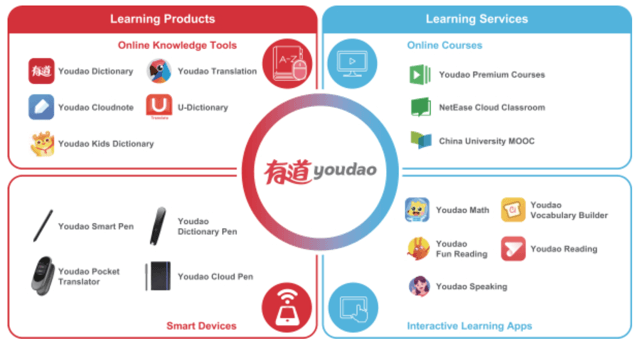 Learning Products
Learning Services
Online Knowledge Tools
A-Z
Online Courses
有道
Youdao Dictionary
Youdao Translation
Youdao Premium Courses
Youdao Cloudnote
U
U-Dictionary
NetEase Cloud Classroom
Youdao Kids Dictionary
China University MOOC
有道 youdao
Youdao Smart Pen
Youdao
Dictionary Pen
Youdao Math
Youdao
Vocabulary Builder
Youdao Pocket
Translator
Youdao Cloud Pen
Youdao
Fun Reading
Youdao Reading
Youdao Speaking
Smart Devices
Interactive Learning Apps